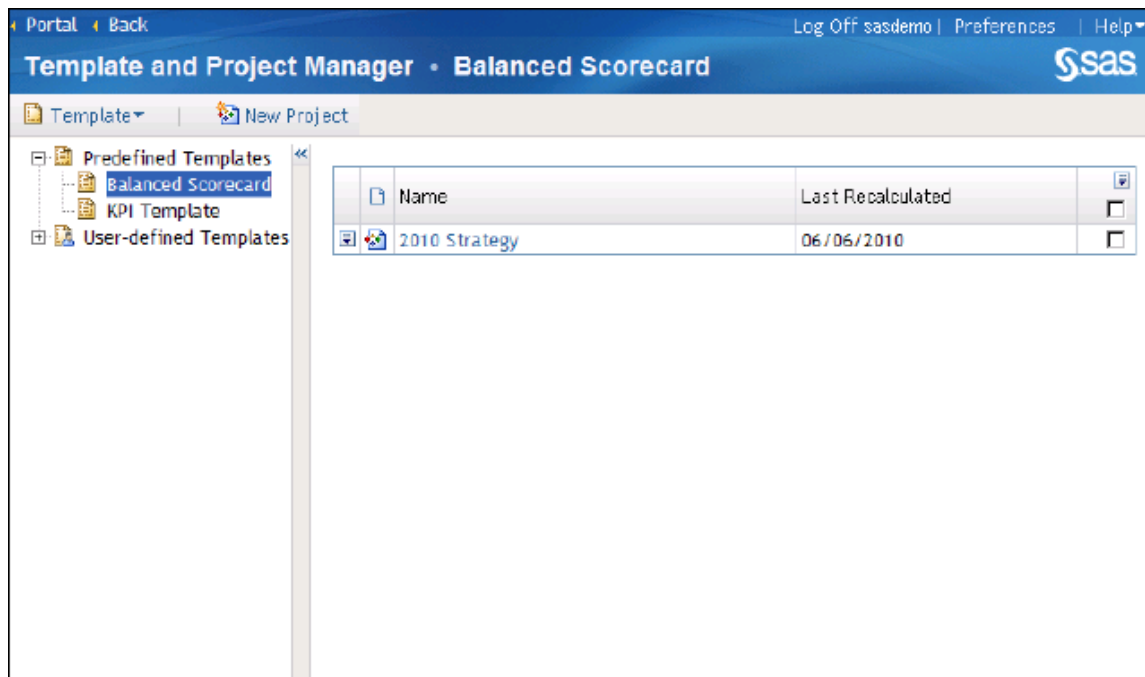 Portal Back Log Off sasdemo | Preferences | Help
Template and Project Manager • Balanced Scorecard sas
Template | New Project
Predefined Templates
Balanced Scorecard
KPI Template
User-defined Templates
Name Last Recalculated
2010 Strategy 06/06/2010